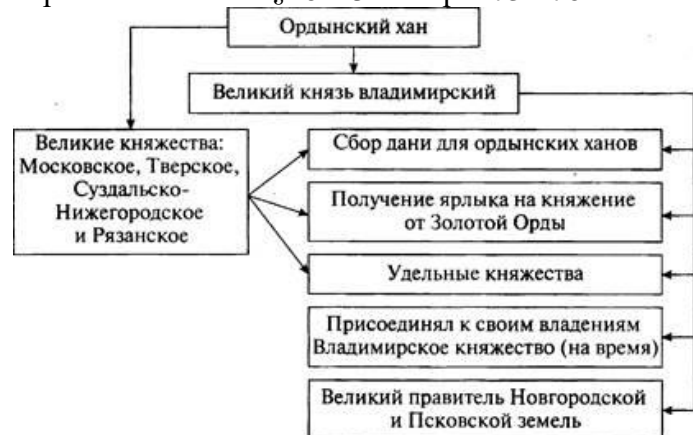 Ордынский хан
Великий князь владимирский
Великие княжества:
Московское, Тверское,
Суздальско-
Нижегородское
и Рязанское
Сбор дани для ордынских ханов
Получение ярлыка на княжение
от Золотой Орды
Удельные княжества
Присоединял к своим владениям
Владимирское княжество (на время)
Великий правитель Новгородской
и Псковской земель